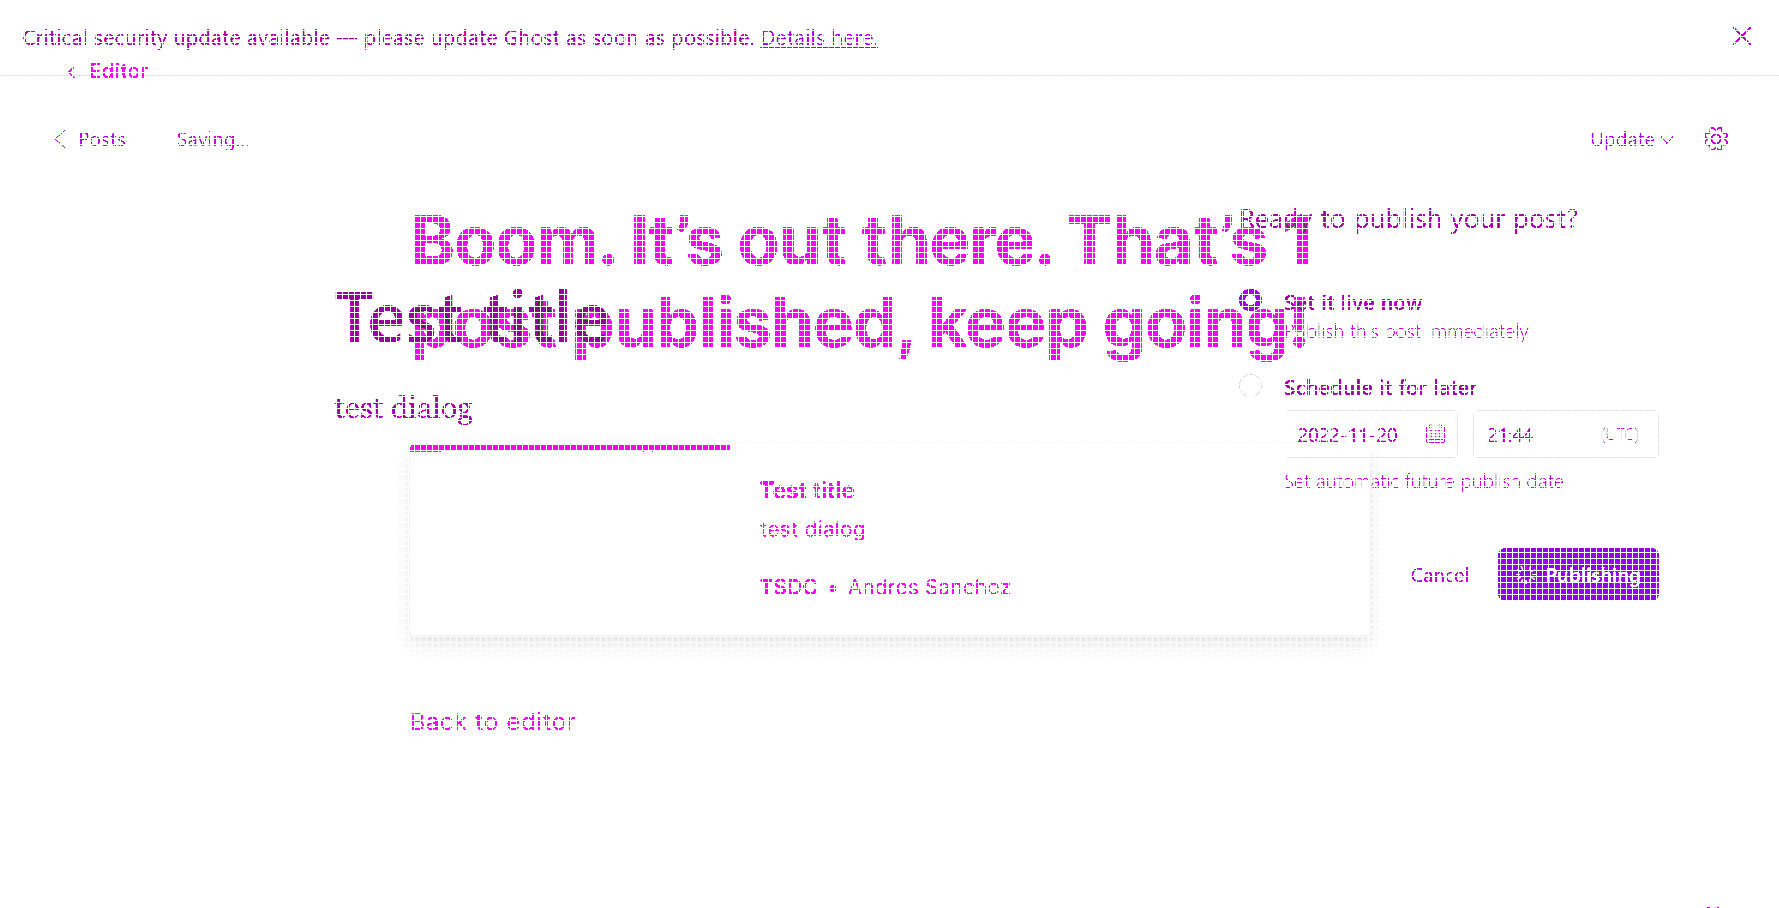 Critical security update available — please update Ghost as soon as possible. Details here.
Editor
Posts
Saving...
Update
Boom. It's out there. That's 1
post published, keep going!
Ready to publish your post?
Test title
Set it live now
Publish this post immediately
test dialog
Schedule it for later
2022-11-20
21:44
(UTC)
Set automatic future publish date
Test title
test dialog
TSDC • Andres Sanchez
Cancel
Publishing
Back to editor